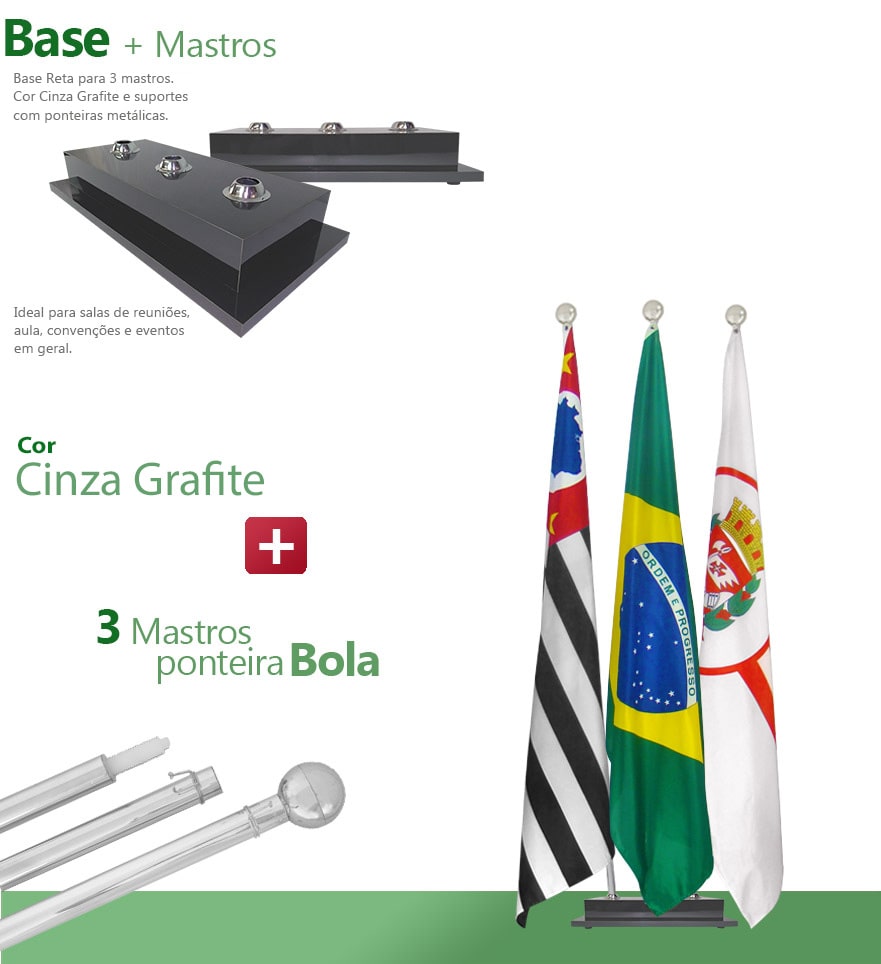 Base + Mastros
Base Reta para 3 mastros.
Cor Cinza Grafite e suportes
com ponteiras metálicas.
Ideal para salas de reuniões,
aula, convenções e eventos
em geral.
Cor
Cinza Grafite
3 Mastros
ponteira Bola
ORDEM E PROGRESSO